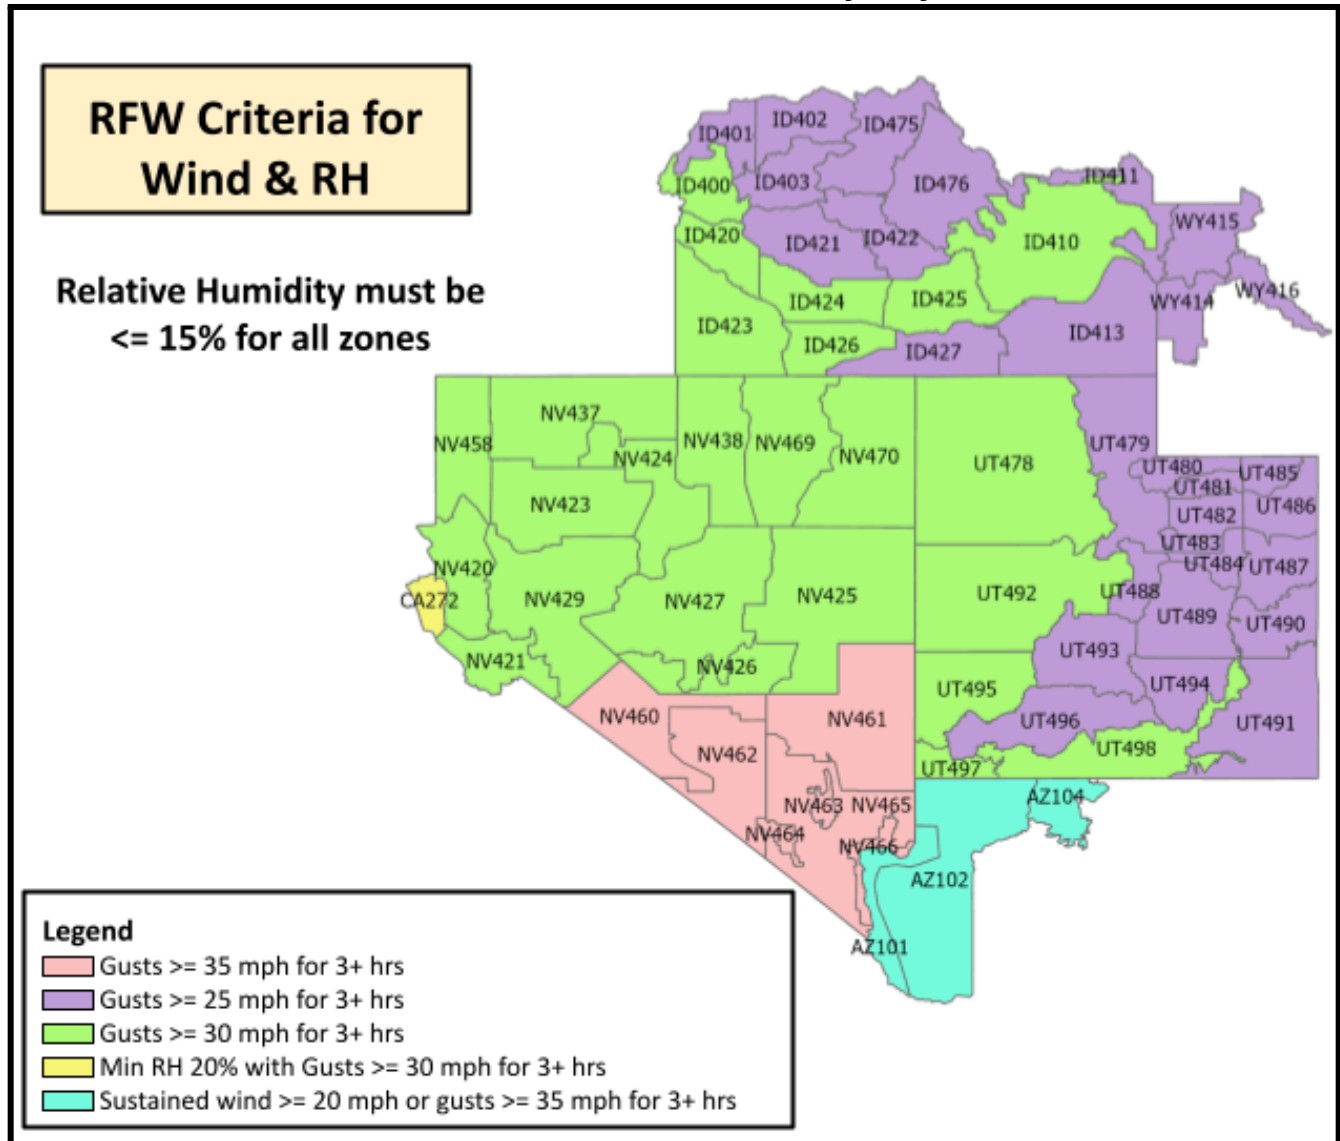 RFW Criteria for
Wind & RH
Relative Humidity must be
<= 15% for all zones
ID401
ID402
ID475
ID400
ID403
ID476
ID411
ID420
ID421
ID422
ID410
WY415
ID424
ID425
WY414
WY416
ID423
ID426
ID427
ID413
NV458
NV437
NV424
NV438
NV469
NV470
UT478
UT479
UT480
UT485
UT481
UT486
UT482
NV423
UT483
UT484
UT487
NV420
CA272
NV429
NV427
NV425
UT492
UT488
UT489
UT490
NV421
NV426
UT493
UT494
UT495
UT496
UT491
NV460
NV461
NV462
UT498
UT497
NV463
NV465
AZ104
NV464
NV466
AZ102
AZ101
Legend
Gusts >= 35 mph for 3+ hrs
Gusts >= 25 mph for 3+ hrs
Gusts >= 30 mph for 3+ hrs
Min RH 20% with Gusts >= 30 mph for 3+ hrs
Sustained wind >= 20 mph or gusts >= 35 mph for 3+ hrs